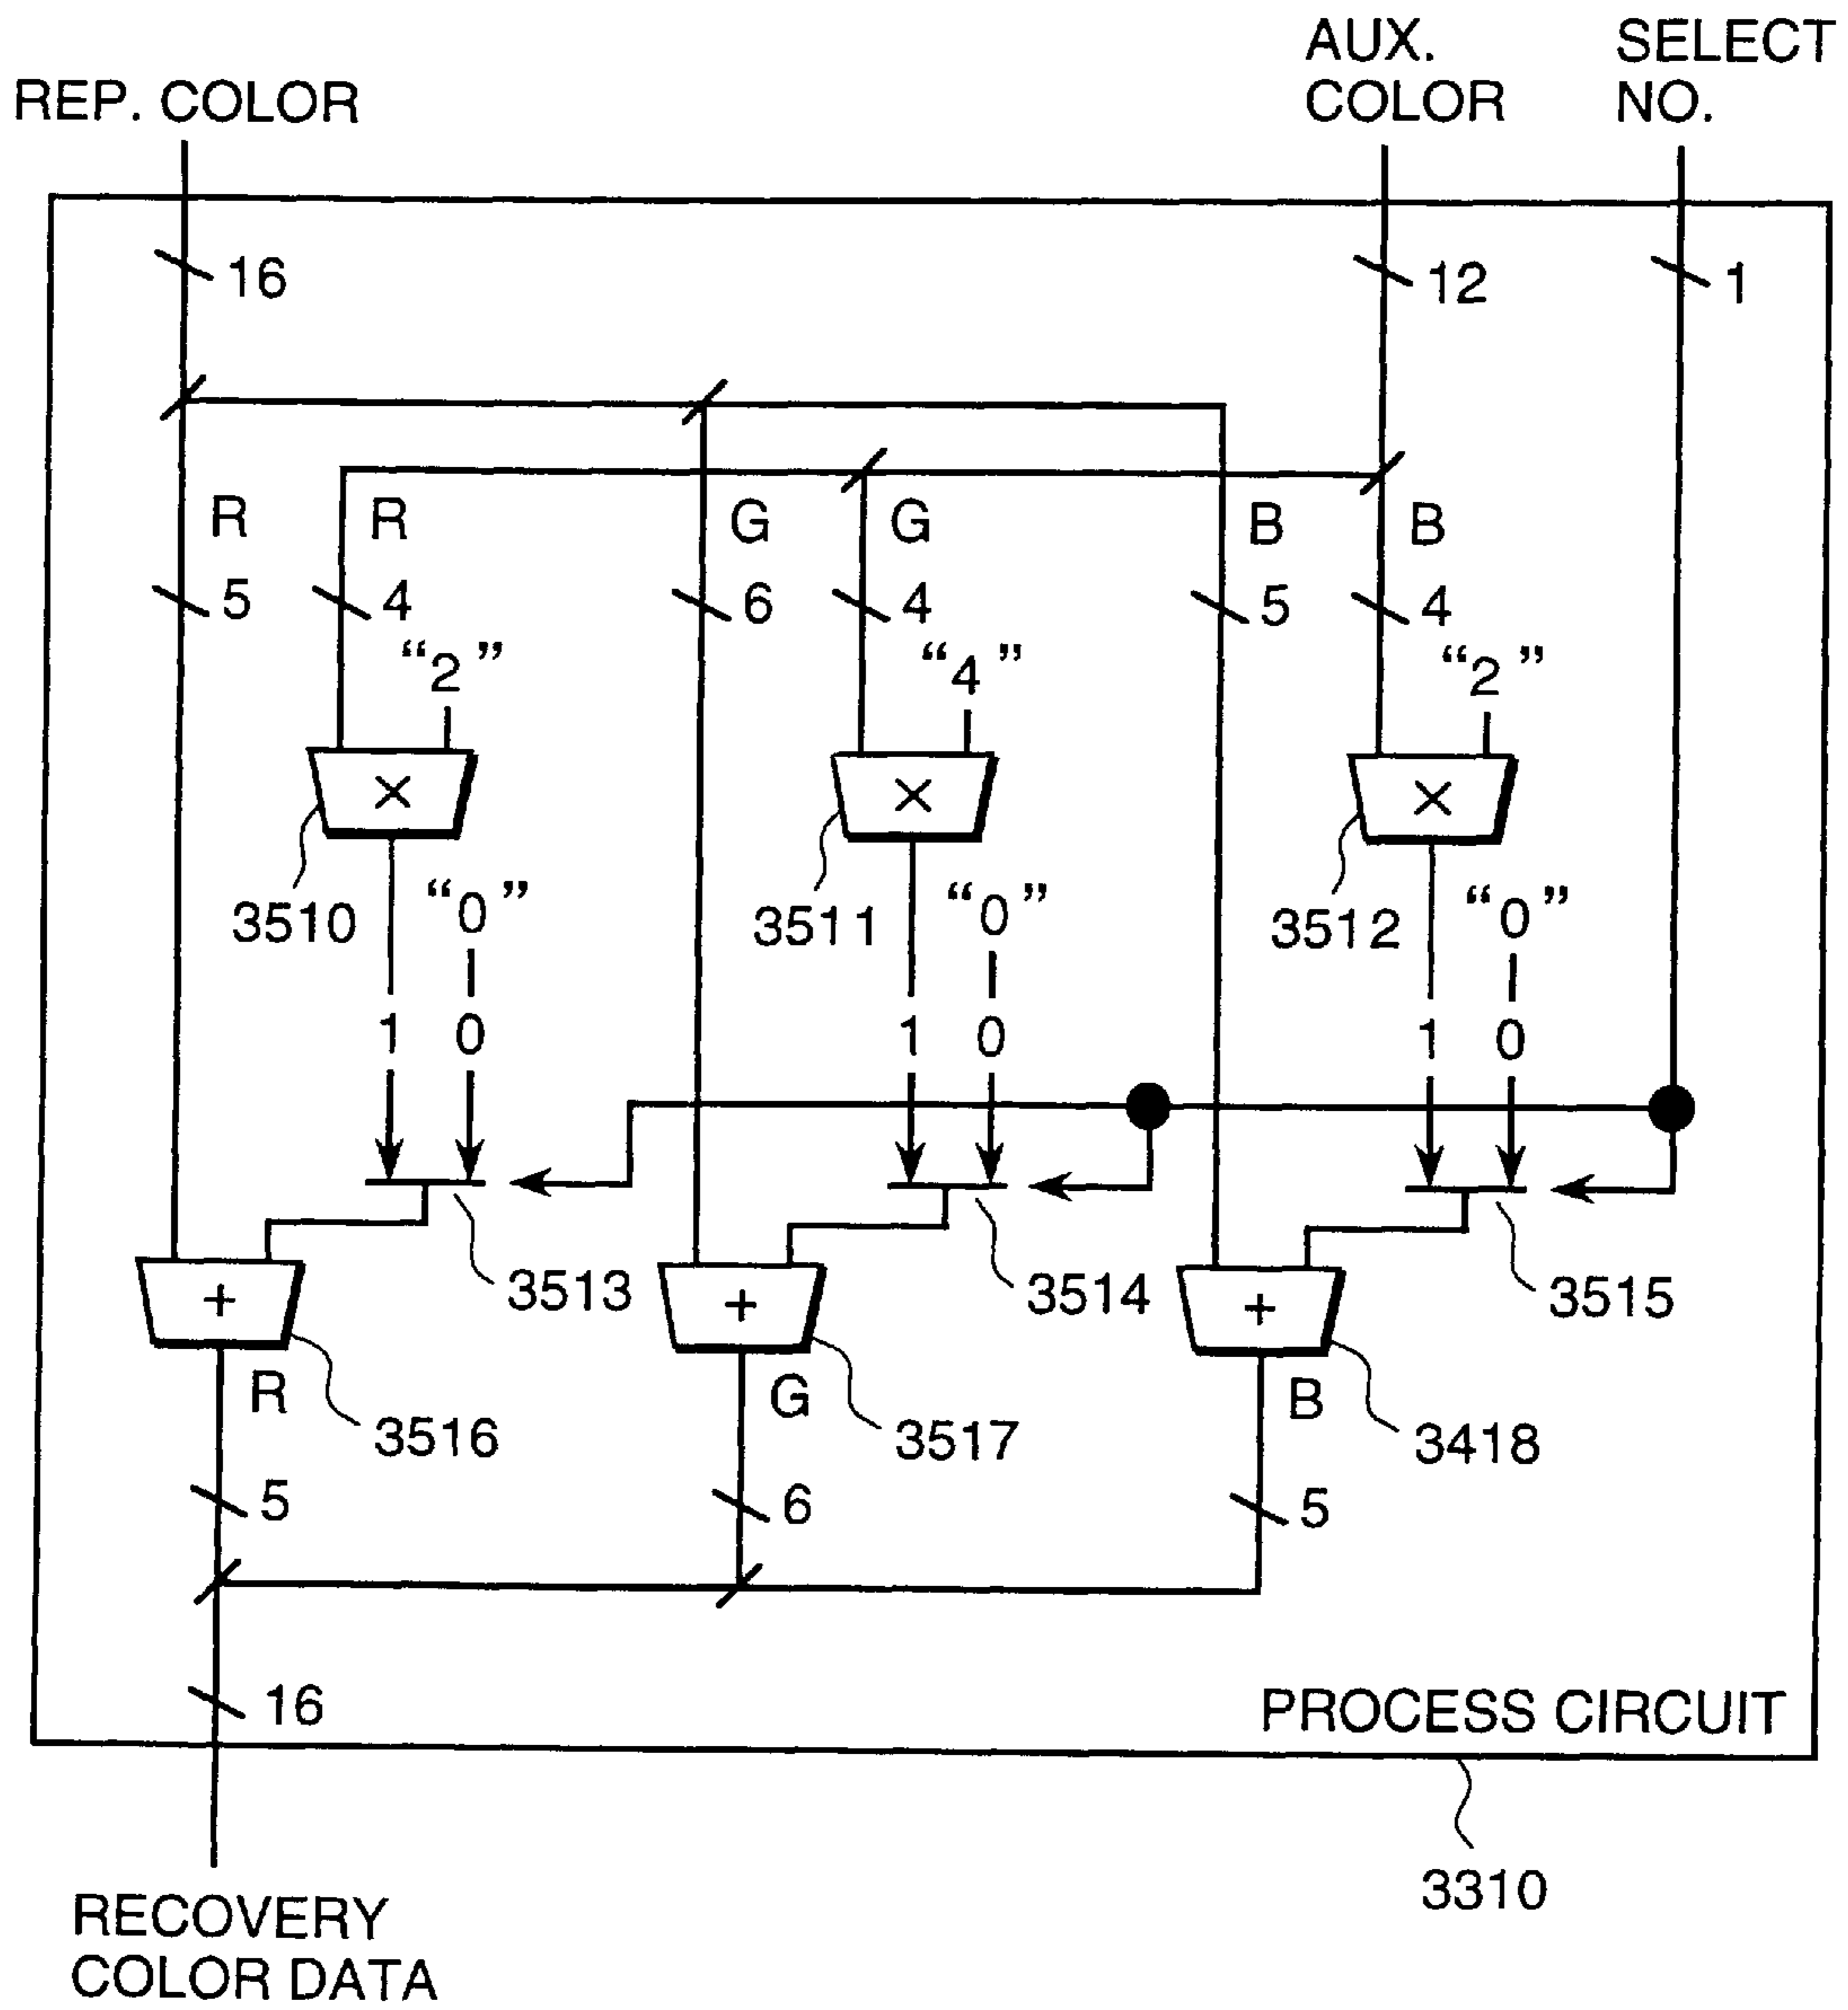 REP. COLOR
AUX.
COLOR
SELECT
NO.
16
12
1
R
R
G
G
B
B
5
4
6
4
5
4
“2”
“4”
“2”
×
×
×
3510
“0”
3511
“0”
3512
“0”
1
0
1
0
1
0
+
3513
+
3514
+
3515
R
3516
G
3517
B
3418
5
6
5
16
PROCESS CIRCUIT
3310
RECOVERY
COLOR DATA